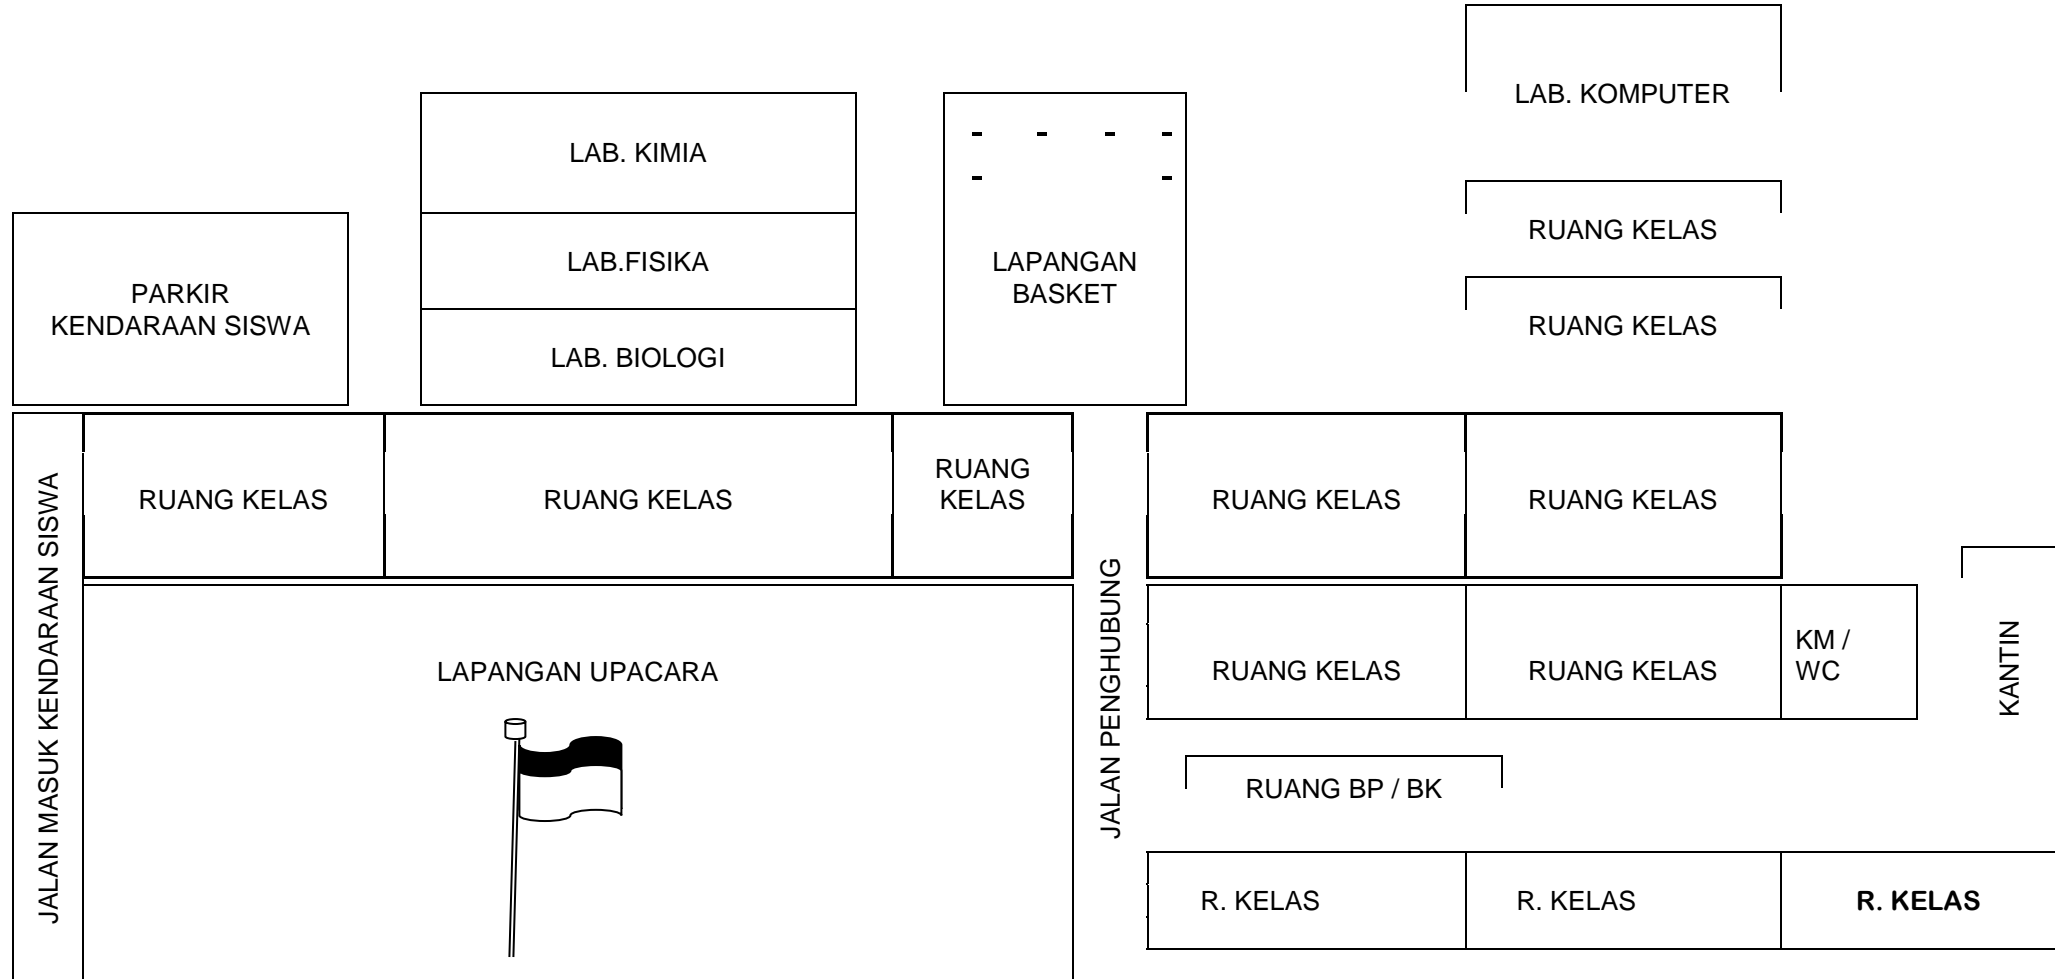 LAB. KOMPUTER
LAB. KIMIA
- - - -
- -
RUANG KELAS
LAB.FISIKA
LAPANGAN
BASKET
PARKIR
KENDARAAN SISWA
RUANG KELAS
LAB. BIOLOGI
JALAN MASUK KENDARAAN SISWA
RUANG KELAS
RUANG KELAS
RUANG
KELAS
JALAN PENGHUBUNG
RUANG KELAS
RUANG KELAS
LAPANGAN UPACARA
RUANG KELAS
RUANG KELAS
KM /
WC
KANTIN
RUANG BP / BK
R. KELAS
R. KELAS
R. KELAS